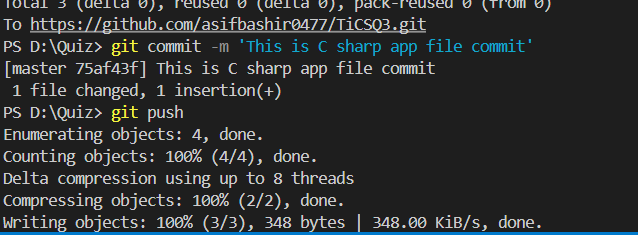 Total 3 (delta 0), reused 0 (delta 0), pack-reused 0 (from 0)
To https://github.com/asifbashir0477/TiCSQ3.git
PS D:\Quiz> git commit -m 'This is C sharp app file commit'
[master 75af43f] This is C sharp app file commit
 1 file changed, 1 insertion(+)
PS D:\Quiz> git push
Enumerating objects: 4, done.
Counting objects: 100% (4/4), done.
Delta compression using up to 8 threads
Compressing objects: 100% (2/2), done.
Writing objects: 100% (3/3), 348 bytes | 348.00 KiB/s, done.